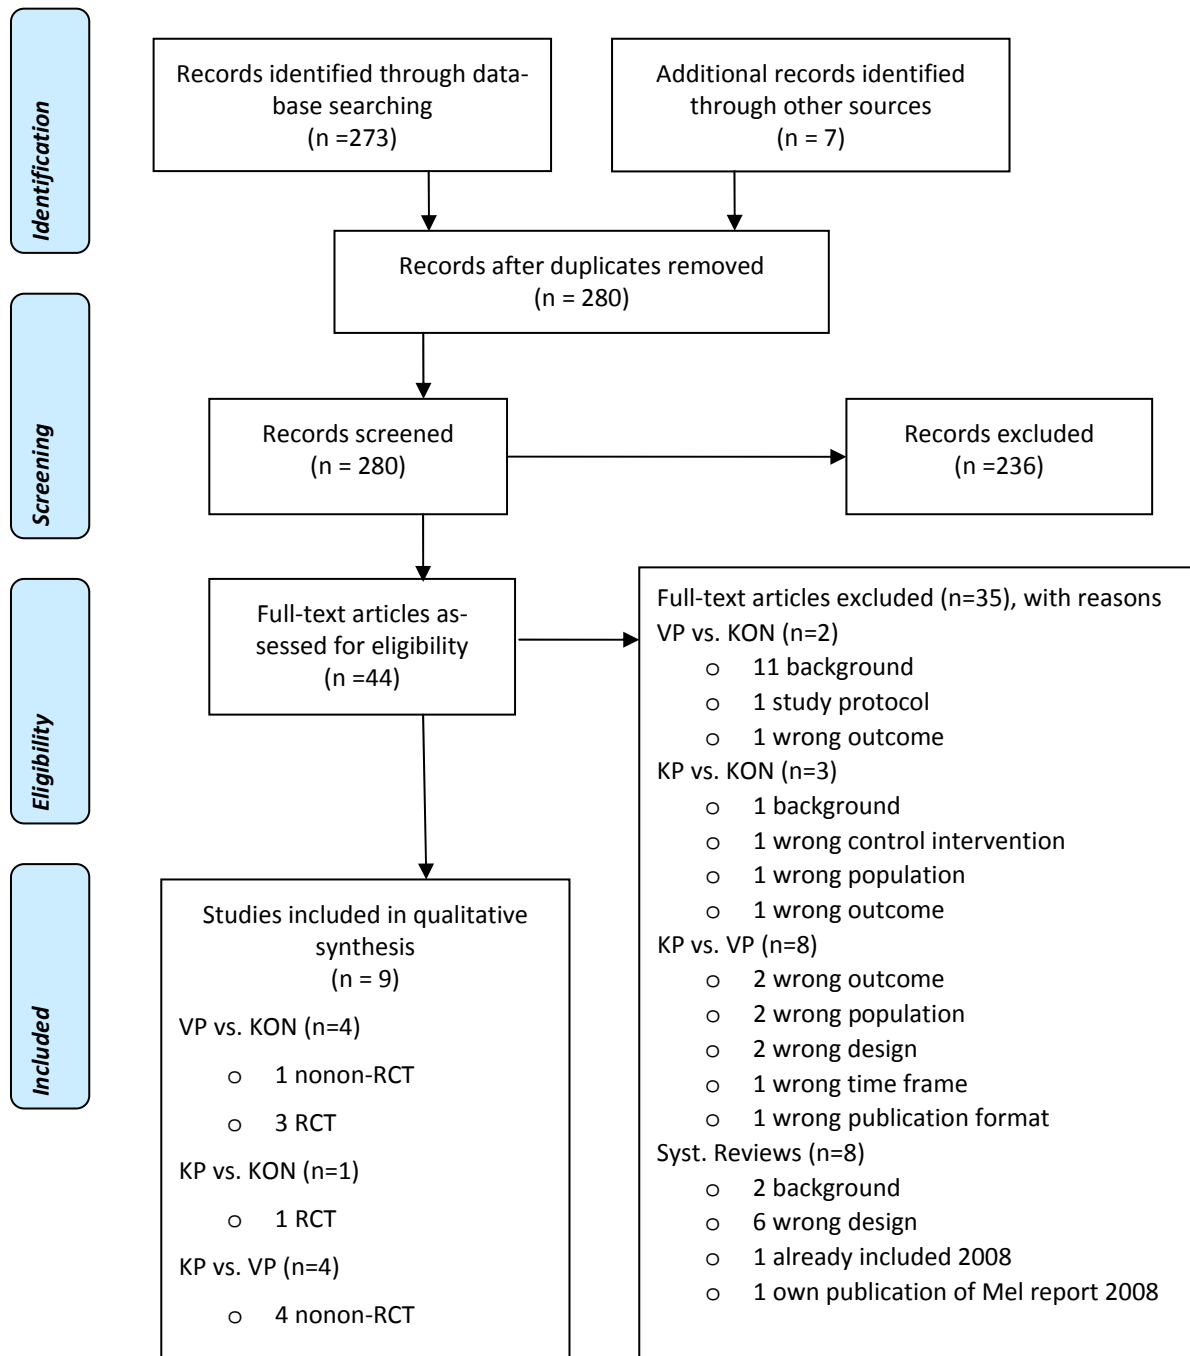 Identification
Records identified through data-
base searching
(n =273)
Additional records identified
through other sources
(n = 7)
Records after duplicates removed
(n = 280)
Screening
Records screened
(n = 280)
Records excluded
(n =236)
Eligibility
Full-text articles as-
sessed for eligibility
(n =44)
Full-text articles excluded (n=35), with reasons
VP vs. KON (n=2)
o 11 background
o 1 study protocol
o 1 wrong outcome
KP vs. KON (n=3)
o 1 background
o 1 wrong control intervention
o 1 wrong population
o 1 wrong outcome
KP vs. VP (n=8)
o 2 wrong outcome
o 2 wrong population
o 2 wrong design
o 1 wrong time frame
o 1 wrong publication format
Syst. Reviews (n=8)
o 2 background
o 6 wrong design
o 1 already included 2008
o 1 own publication of Mel report 2008
Included
Studies included in qualitative
synthesis
(n = 9)
VP vs. KON (n=4)
o 1 nonon-RCT
o 3 RCT
KP vs. KON (n=1)
o 1 RCT
KP vs. VP (n=4)
o 4 nonon-RCT